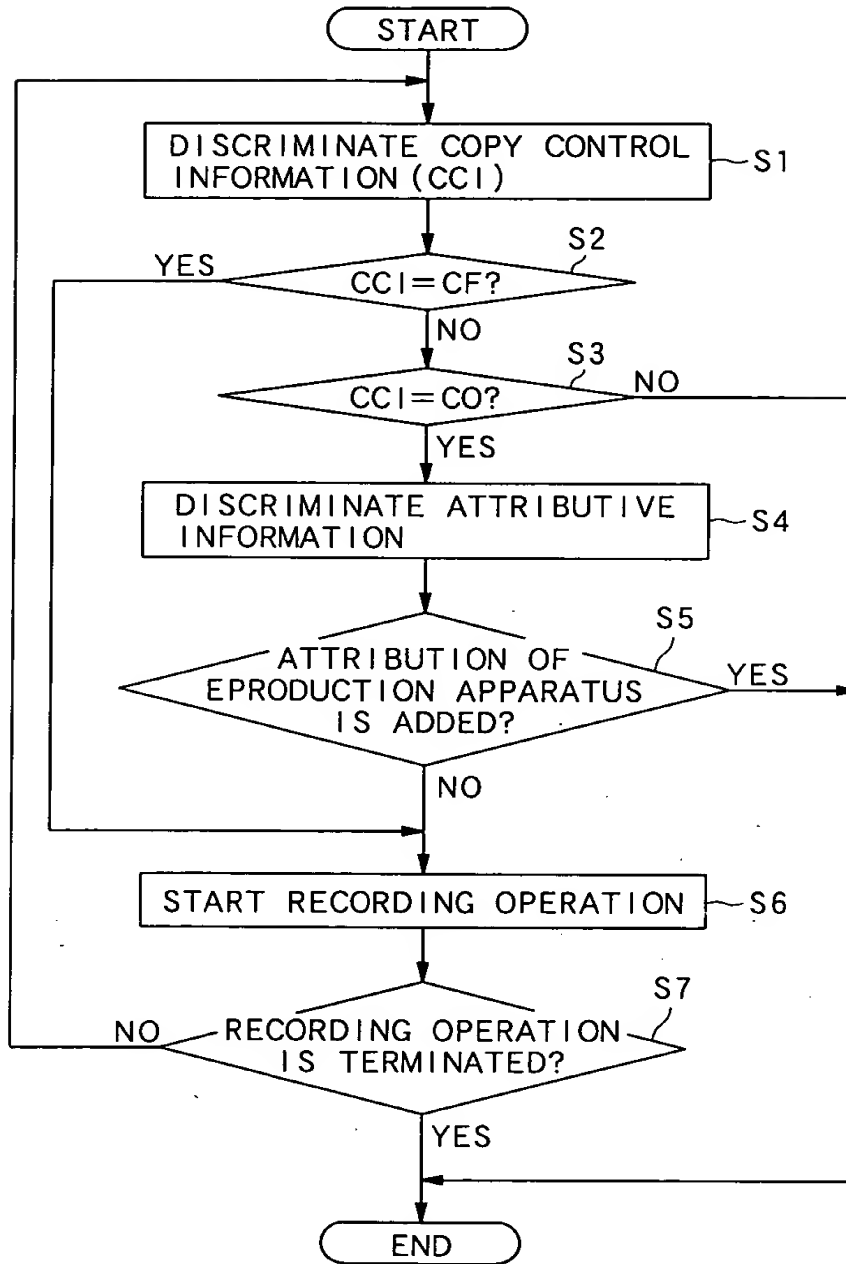 START
DISCRIMINATE COPY CONTROL
INFORMATION (CCI)
S1
S2
YES
CCI=CF?
NO
S3
CCI=CO?
NO
YES
DISCRIMINATE ATTRIBUTIVE
INFORMATION
S4
S5
ATTRIBUTION OF
EPRODUCTION APPARATUS
IS ADDED?
YES
NO
START RECORDING OPERATION
S6
S7
NO
RECORDING OPERATION
IS TERMINATED?
YES
END